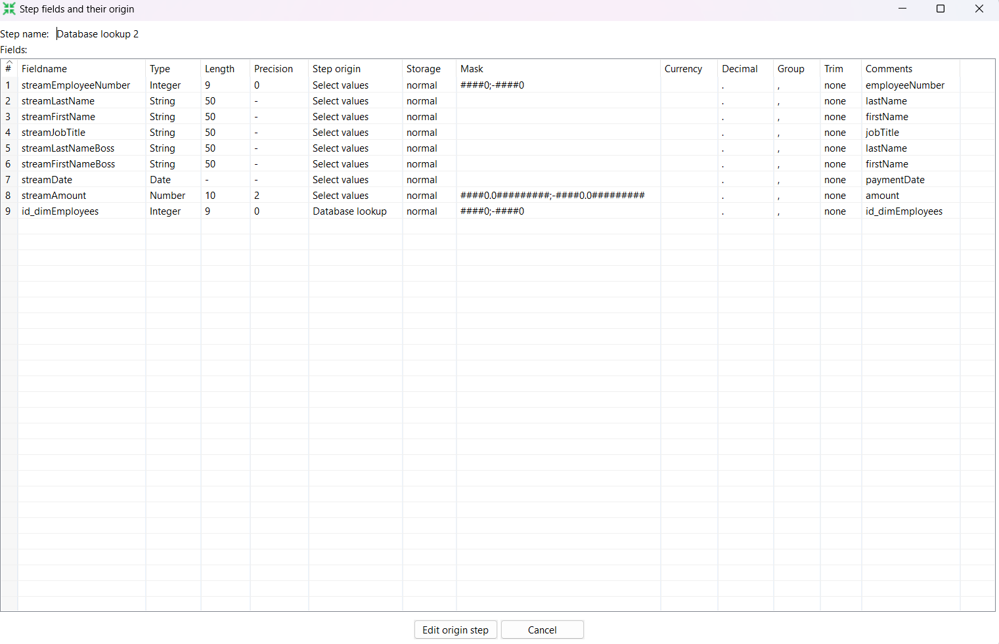 Step fields and their origin
Step name: Database lookup 2
Fields:
# Fieldname Type Length Precision Step origin Storage Mask Currency Decimal Group Trim Comments
1 streamEmployeeNumber Integer 9 0 Select values normal ####0;-####0 . , none employeeNumber
2 streamLastName String 50 - Select values normal . , none lastName
3 streamFirstName String 50 - Select values normal . , none firstName
4 streamJobTitle String 50 - Select values normal . , none jobTitle
5 streamLastNameBoss String 50 - Select values normal . , none lastName
6 streamFirstNameBoss String 50 - Select values normal . , none firstName
7 streamDate Date - - Select values normal . , none paymentDate
8 streamAmount Number 10 2 Select values normal ####0.0#########;-####0.0######### . , none amount
9 id_dimEmployees Integer 9 0 Database lookup normal ####0;-####0 . , none id_dimEmployees
Edit origin step Cancel